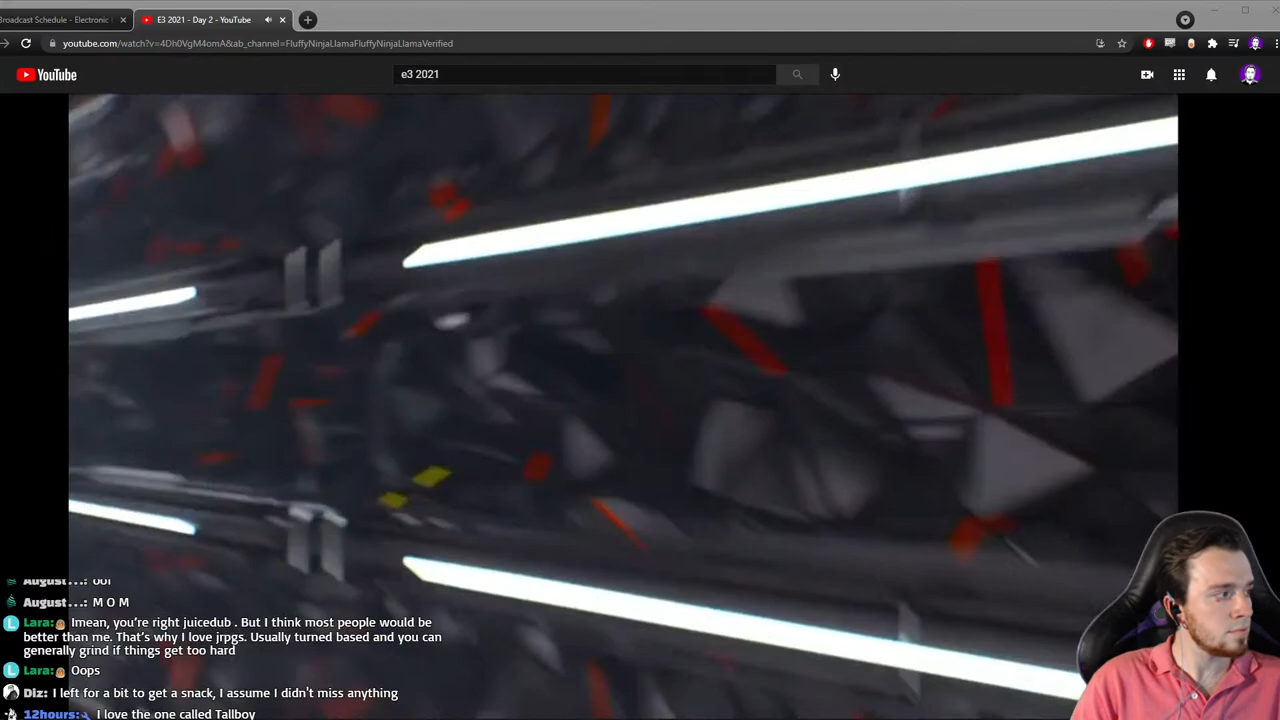 Broadcast Schedule - Electronic
E3 2021 - Day 2 - YouTube
youtube.com/watch?v=4Dh0VgM4omA&ab_channel=FluffyNinjaLlamaFluffyNinjaLlamaVerified
YouTube
e3 2021
August...: oof
August...: M O M
Lara: Imean, you're right juicedub . But I think most people would be
better than me. That's why I love jrpgs. Usually turned based and you can
generally grind if things get too hard
Lara: Oops
Diz: I left for a bit to get a snack, I assume I didn't miss anything
12hours: I love the one called Tallboy